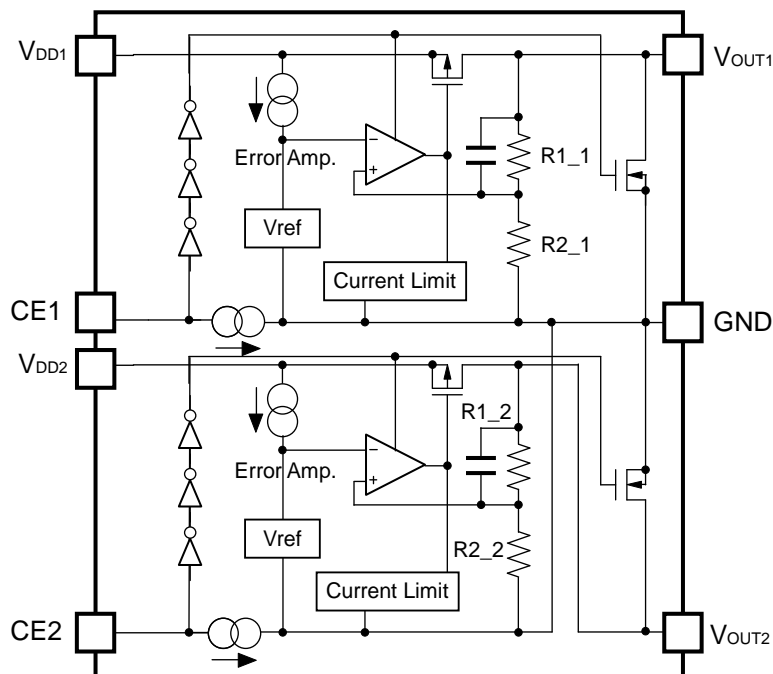 VDD1
VOUT1
−
Error Amp.
+
R1_1
Vref
R2_1
Current Limit
CE1
GND
VDD2
R1_2
−
Error Amp.
+
Vref
R2_2
Current Limit
CE2
VOUT2